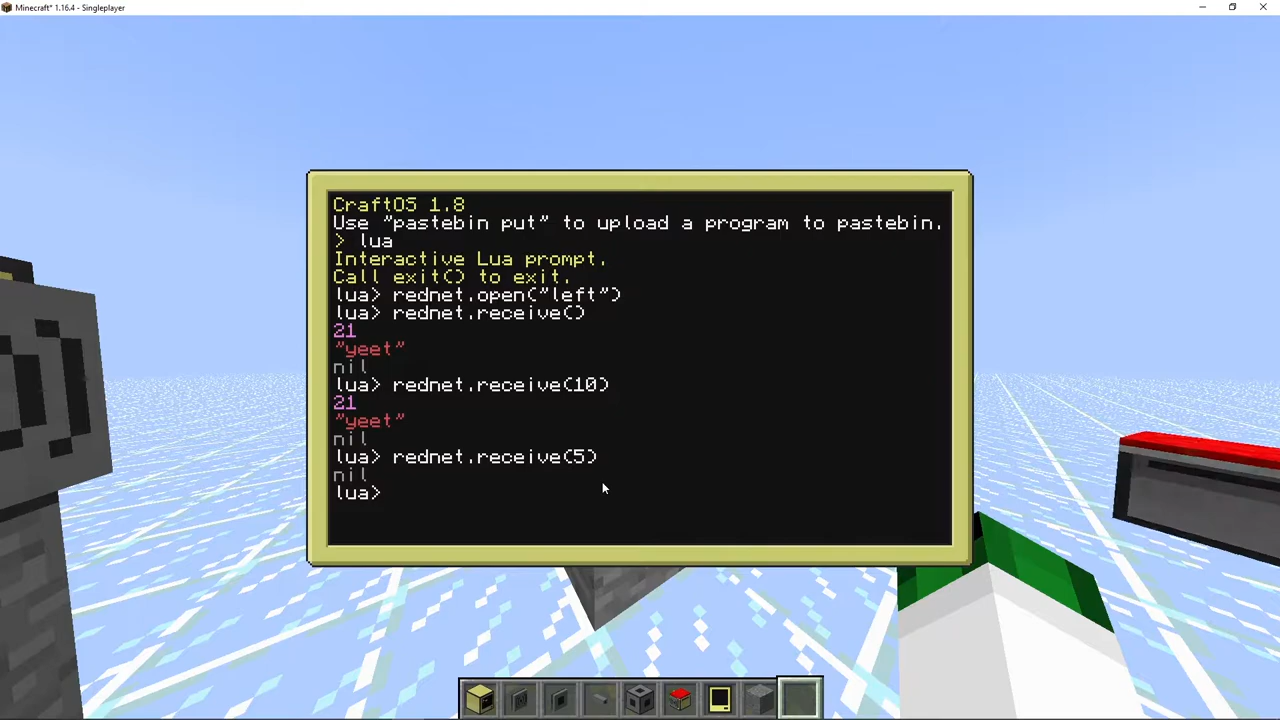 Minecraft* 1.16.4 - Singleplayer
CraftOS 1.8
Use "pastebin put" to upload a program to pastebin.
> lua
Interactive Lua prompt.
Call exit() to exit.
lua> rednet.open("left")
lua> rednet.receive()
21
"yeet"
nil
lua> rednet.receive(10)
21
"yeet"
nil
lua> rednet.receive(5)
nil
lua>